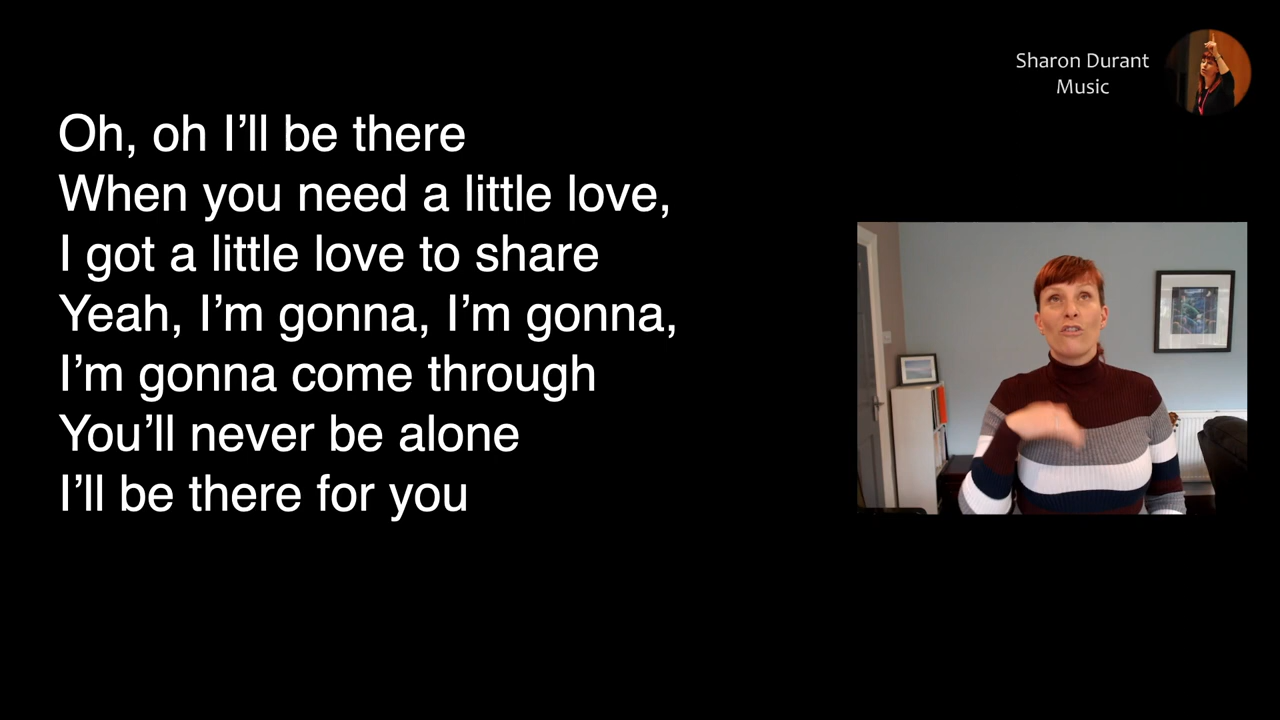 Sharon Durant
Music
Oh, oh I’ll be there
When you need a little love,
I got a little love to share
Yeah, I’m gonna, I’m gonna,
I’m gonna come through
You’ll never be alone
I’ll be there for you